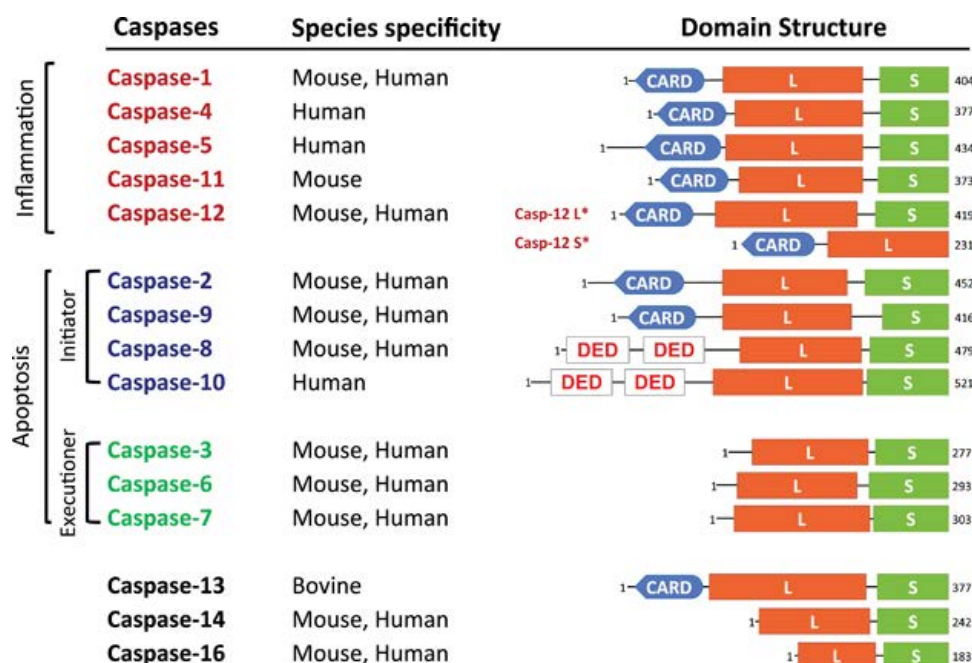 Caspases Species specificity Domain Structure
Inflammation
Caspase-1 Mouse, Human 1 CARD L S 404
Caspase-4 Human 1 CARD L S 377
Caspase-5 Human 1 CARD L S 434
Caspase-11 Mouse 1 CARD L S 373
Caspase-12 Mouse, Human Casp-12 L* 1 CARD L S 419
Casp-12 S* 1 CARD L 231
Apoptosis
Initiator
Caspase-2 Mouse, Human 1 CARD L S 452
Caspase-9 Mouse, Human 1 CARD L S 416
Caspase-8 Mouse, Human 1 DED DED L S 479
Caspase-10 Human 1 DED DED L S 521
Executioner
Caspase-3 Mouse, Human 1 L S 277
Caspase-6 Mouse, Human 1 L S 293
Caspase-7 Mouse, Human 1 L S 303
Caspase-13 Bovine 1 CARD L S 377
Caspase-14 Mouse, Human 1 L S 242
Caspase-16 Mouse, Human 1 L S 183